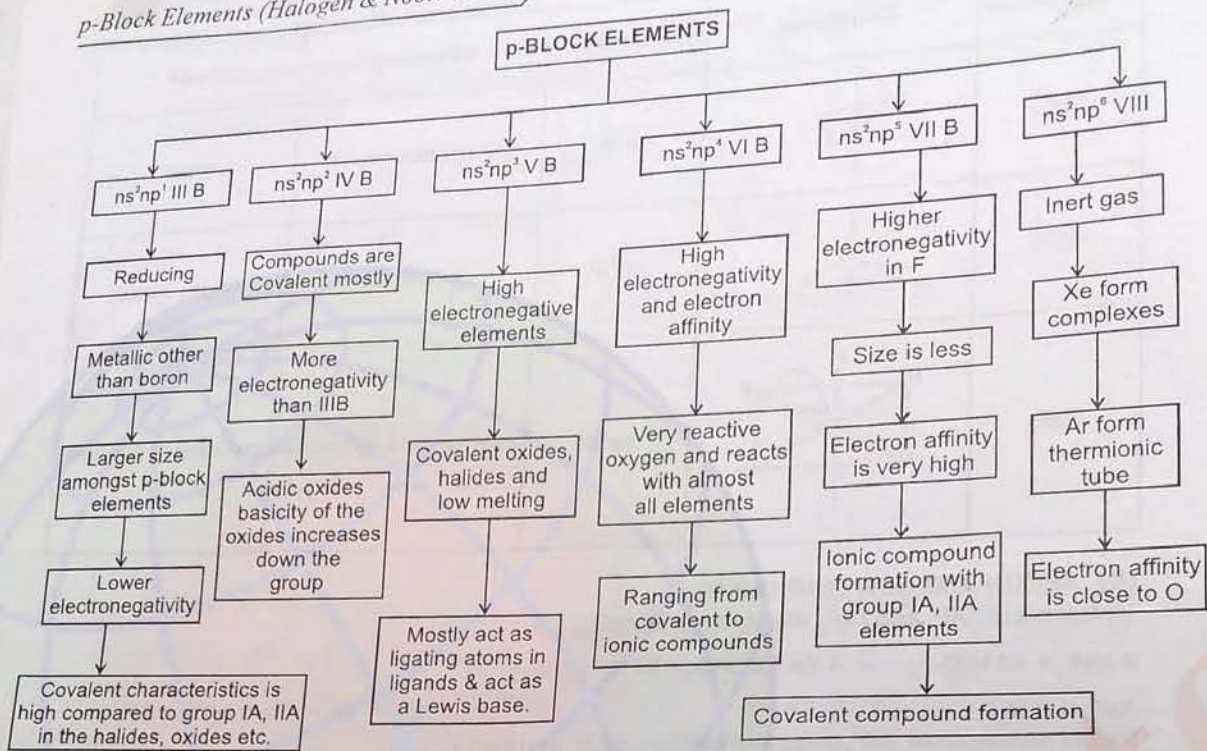 p-Block Elements (Halogen &
p-BLOCK ELEMENTS
ns²np¹ III B
Reducing
Metallic other
than boron
Larger size
amongst p-block
elements
Lower
electronegativity
Covalent characteristics is
high compared to group IA, IIA
in the halides, oxides etc.
ns²np² IV B
Compounds are
Covalent mostly
More
electronegativity
than IIIB
Acidic oxides
basicity of the
oxides increases
down the
group
ns²np³ V B
High
electronegative
elements
Covalent oxides,
halides and
low melting
Mostly act as
ligating atoms in
ligands & act as
a Lewis base.
ns²np⁴ VI B
High
electronegativity
and electron
affinity
Very reactive
oxygen and reacts
with almost
all elements
Ranging from
covalent to
ionic compounds
ns²np⁵ VII B
Higher
electronegativity
in F
Size is less
Electron affinity
is very high
Ionic compound
formation with
group IA, IIA
elements
Covalent compound formation
ns²np⁶ VIII
Inert gas
Xe form
complexes
Ar form
thermionic
tube
Electron affinity
is close to O